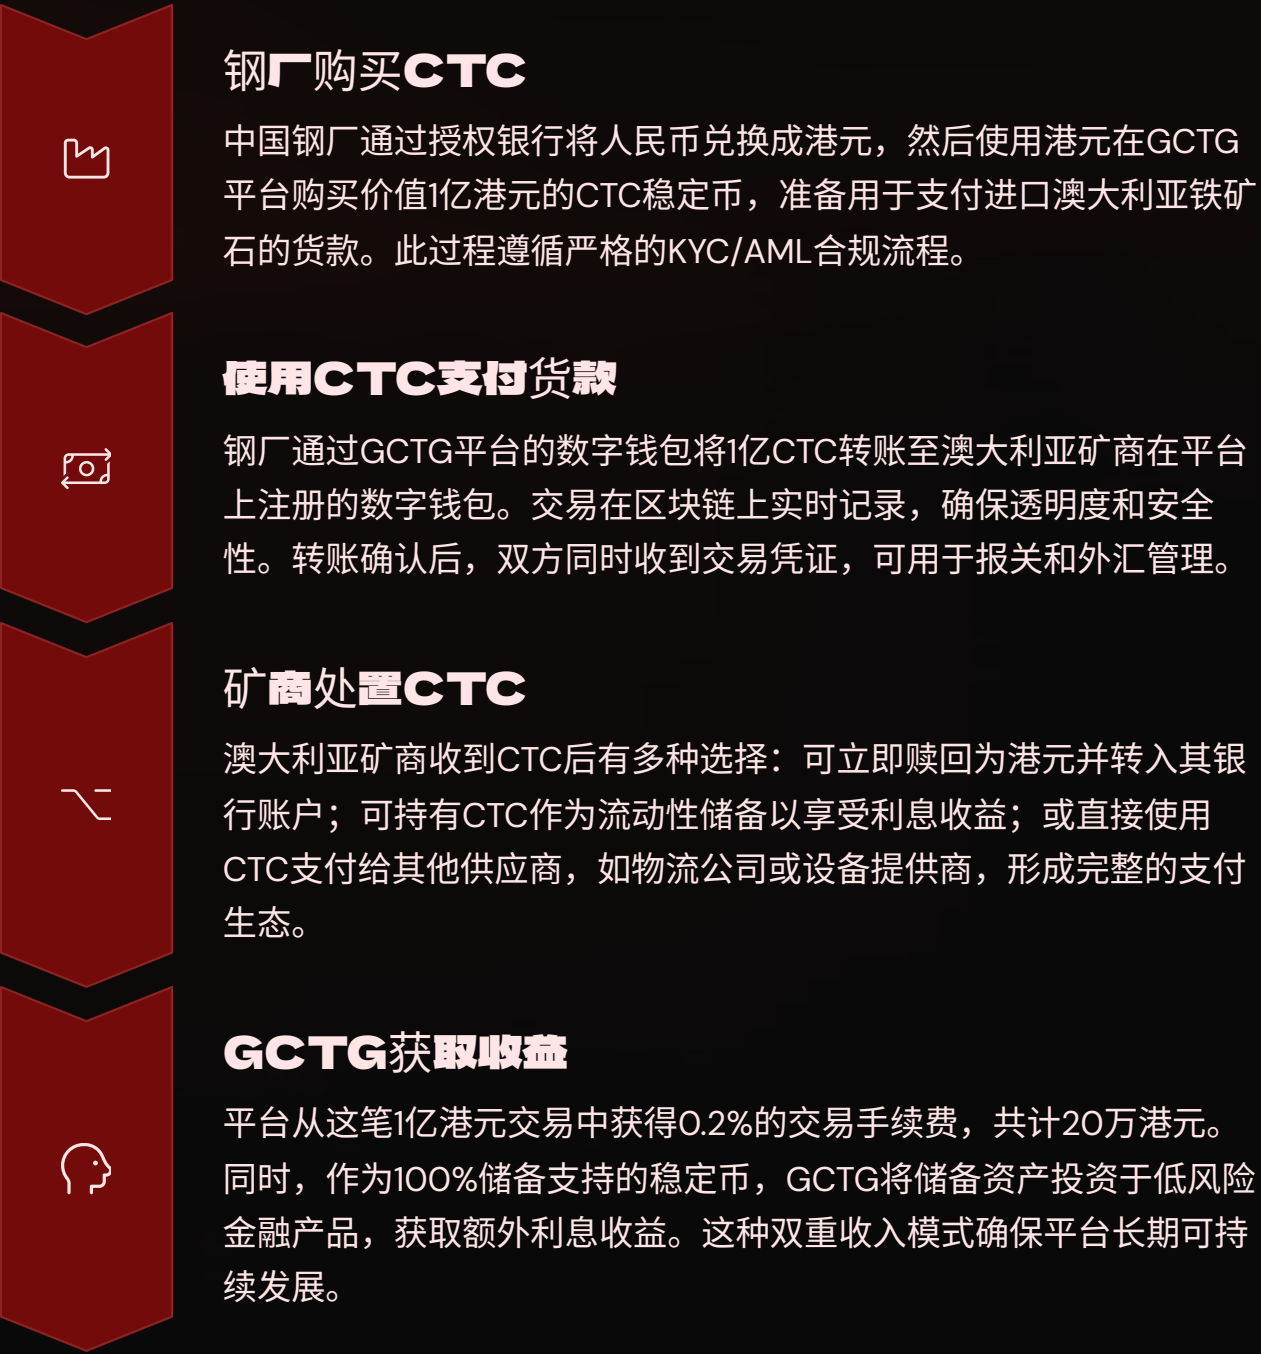 钢厂购买CTC
中国钢厂通过授权银行将人民币兑换成港元，然后使用港元在GCTG
平台购买价值1亿港元的CTC稳定币，准备用于支付进口澳大利亚铁矿
石的货款。此过程遵循严格的KYC/AML合规流程。
使用CTC支付货款
钢厂通过GCTG平台的数字钱包将1亿CTC转账至澳大利亚矿商在平台
上注册的数字钱包。交易在区块链上实时记录，确保透明度和安全
性。转账确认后，双方同时收到交易凭证，可用于报关和外汇管理。
矿商处置CTC
澳大利亚矿商收到CTC后有多种选择：可立即赎回为港元并转入其银
行账户；可持有CTC作为流动性储备以享受利息收益；或直接使用
CTC支付给其他供应商，如物流公司或设备提供商，形成完整的支付
生态。
GCTG获取收益
平台从这笔1亿港元交易中获得0.2%的交易手续费，共计20万港元。
同时，作为100%储备支持的稳定币，GCTG将储备资产投资于低风险
金融产品，获取额外利息收益。这种双重收入模式确保平台长期可持
续发展。